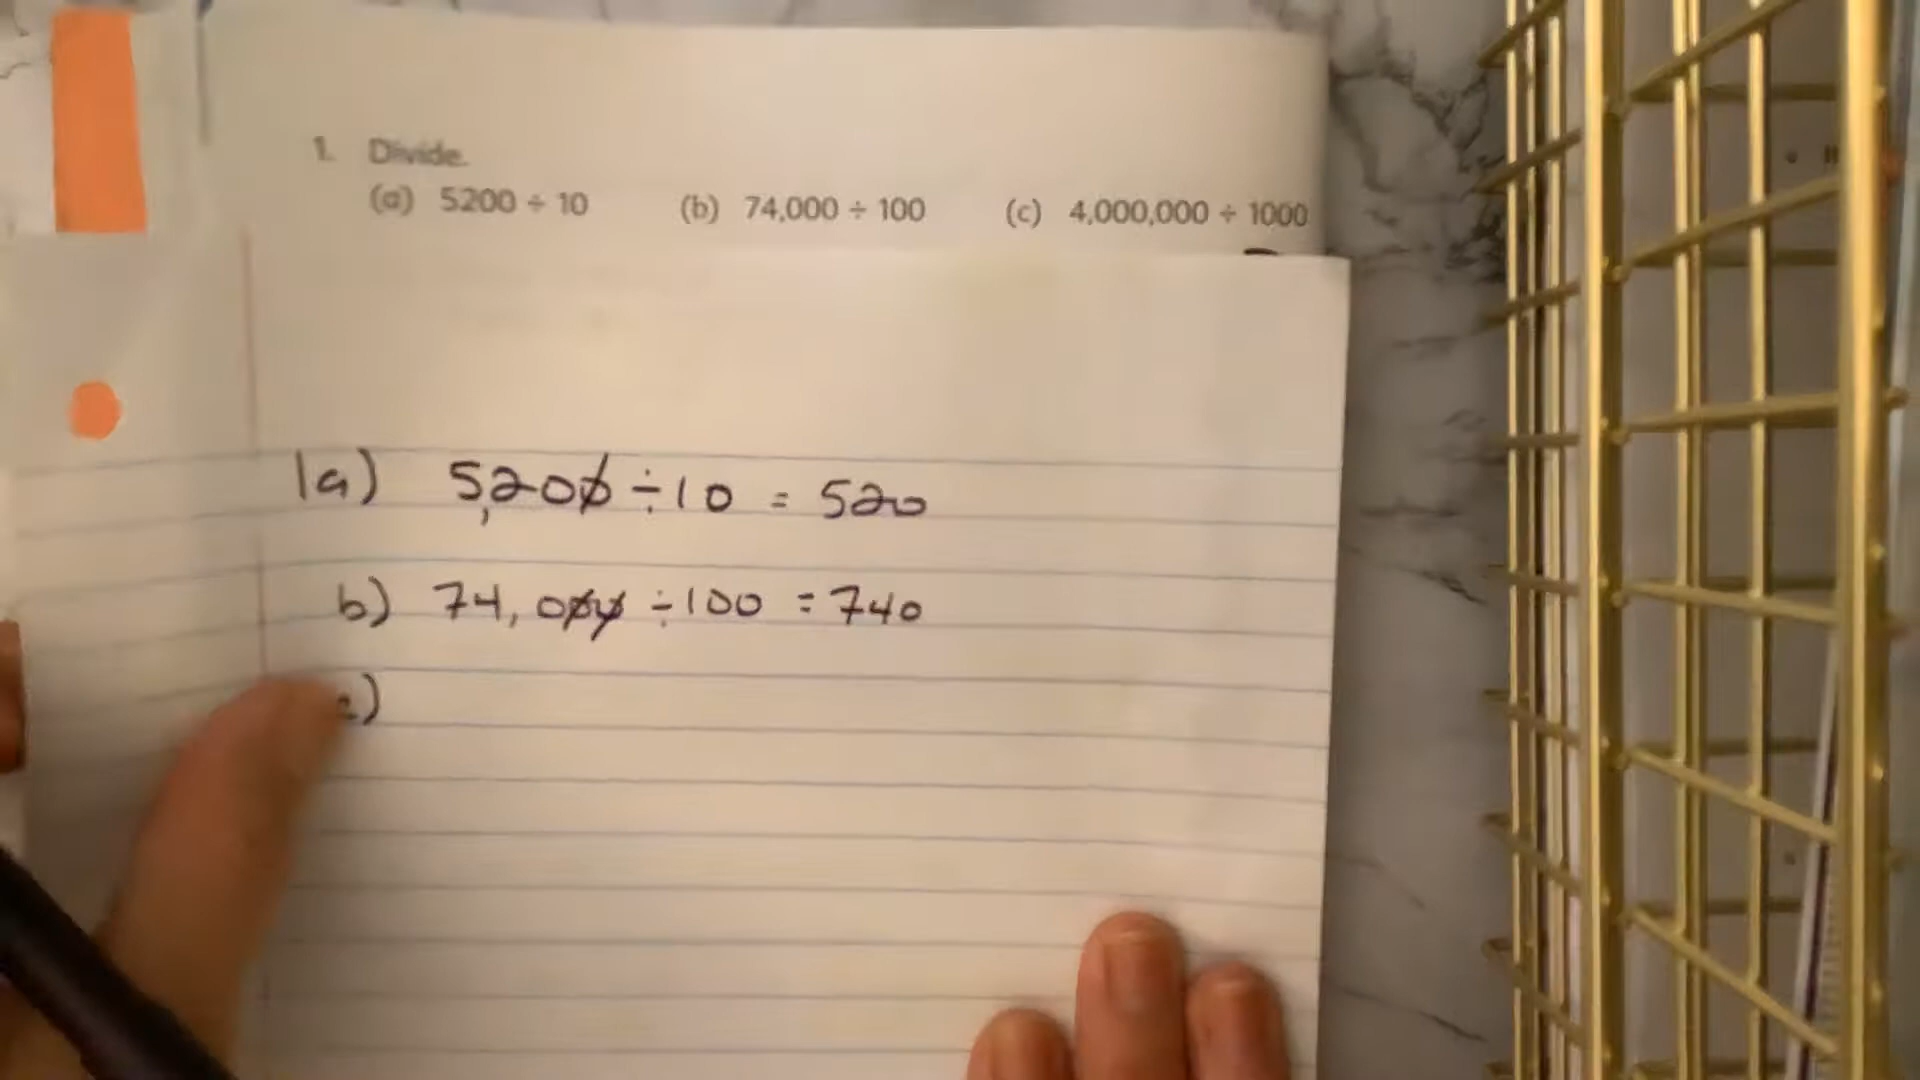 1. Divide.
(a) 5200 ÷ 10 (b) 74,000 ÷ 100 (c) 4,000,000 ÷ 1000
1a) 5,200 ÷ 10 = 520
b) 74,000 ÷ 100 = 740
c)